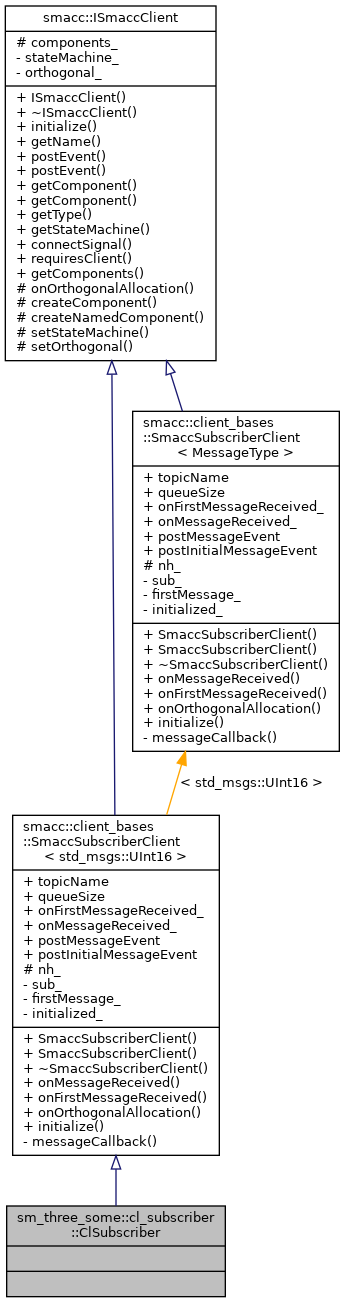 smacc::ISmaccClient
# components_
- stateMachine_
- orthogonal_
+ ISmaccClient()
+ ~ISmaccClient()
+ initialize()
+ getName()
+ postEvent()
+ postEvent()
+ getComponent()
+ getComponent()
+ getType()
+ getStateMachine()
+ connectSignal()
+ requiresClient()
+ getComponents()
# onOrthogonalAllocation()
# createComponent()
# createNamedComponent()
# setStateMachine()
# setOrthogonal()
smacc::client_bases
::SmaccSubscriberClient
< MessageType >
+ topicName
+ queueSize
+ onFirstMessageReceived_
+ onMessageReceived_
+ postMessageEvent
+ postInitialMessageEvent
# nh_
- sub_
- firstMessage_
- initialized_
+ SmaccSubscriberClient()
+ SmaccSubscriberClient()
+ ~SmaccSubscriberClient()
+ onMessageReceived()
+ onFirstMessageReceived()
+ onOrthogonalAllocation()
+ initialize()
- messageCallback()
< std_msgs::UInt16 >
smacc::client_bases
::SmaccSubscriberClient
< std_msgs::UInt16 >
+ topicName
+ queueSize
+ onFirstMessageReceived_
+ onMessageReceived_
+ postMessageEvent
+ postInitialMessageEvent
# nh_
- sub_
- firstMessage_
- initialized_
+ SmaccSubscriberClient()
+ SmaccSubscriberClient()
+ ~SmaccSubscriberClient()
+ onMessageReceived()
+ onFirstMessageReceived()
+ onOrthogonalAllocation()
+ initialize()
- messageCallback()
sm_three_some::cl_subscriber
::ClSubscriber